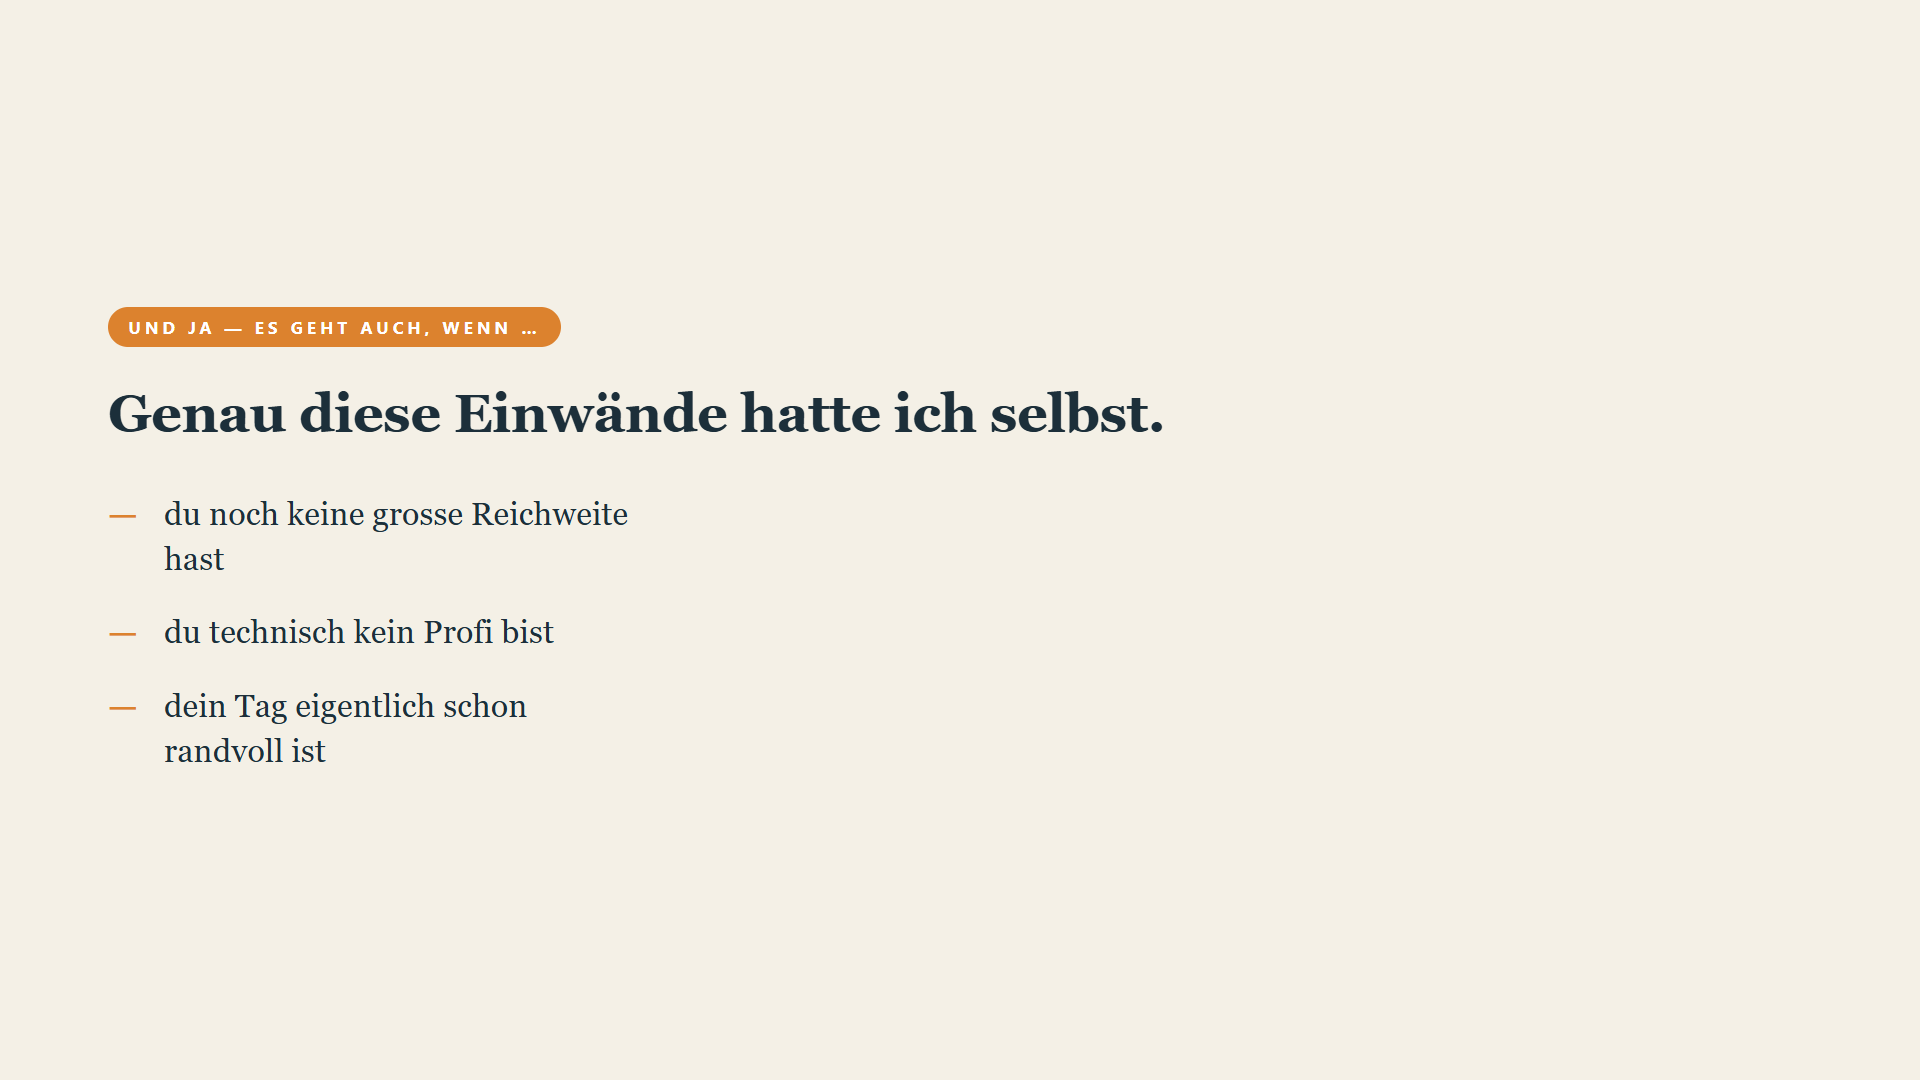 UND JA — ES GEHT AUCH, WENN …
Genau diese Einwände hatte ich selbst.
— du noch keine grosse Reichweite
hast
— du technisch kein Profi bist
— dein Tag eigentlich schon
randvoll ist